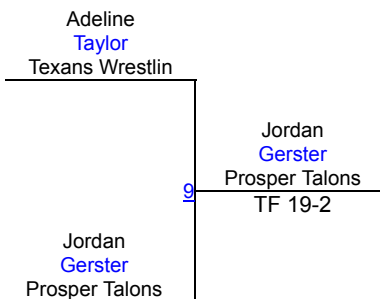 Adeline
Taylor
Texans Wrestlin
Jordan
Gerster
Prosper Talons
9
TF 19-2
Jordan
Gerster
Prosper Talons